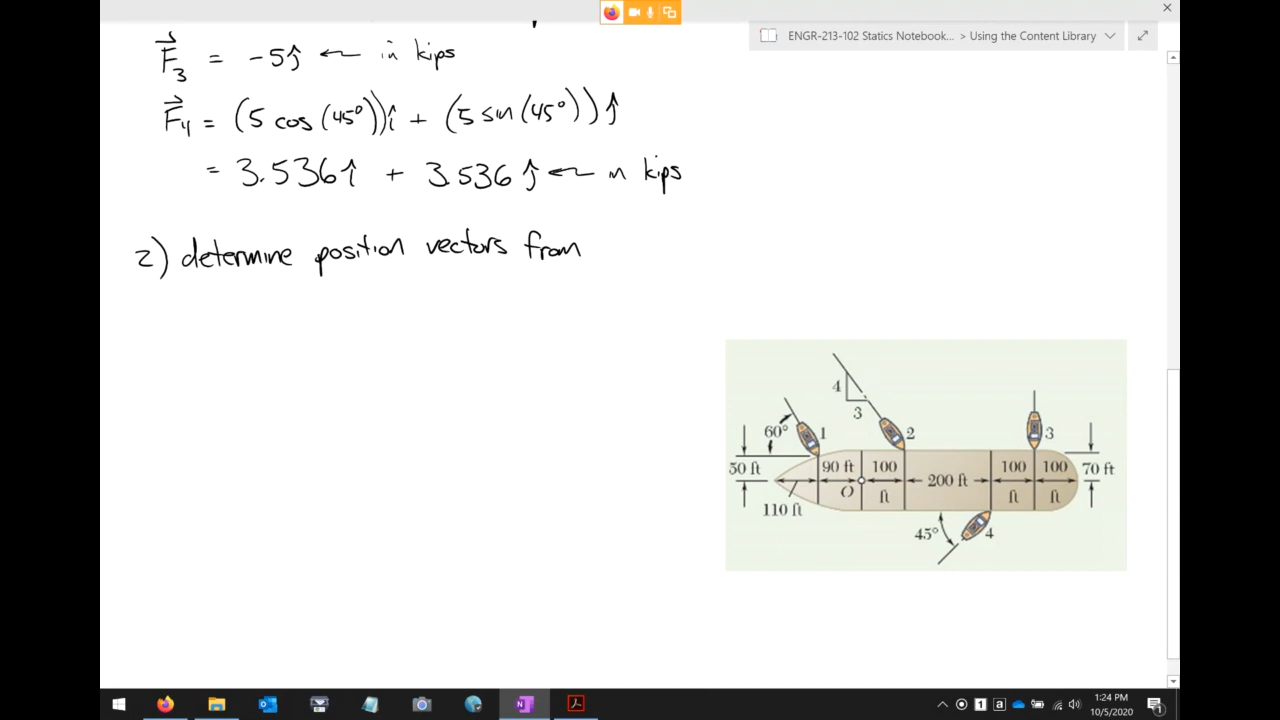 ENGR-213-102 Statics Notebook... > Using the Content Library
F⃗3 = -5ĵ ← in kips
F⃗4 = (5 cos(45°))î + (5 sin(45°))ĵ
= 3.536î + 3.536ĵ ← in kips
2) determine position vectors from
4
3
60° 1 2 3
50 ft 90 ft 100 ft 200 ft 100 ft 100 ft 70 ft
O
110 ft
45° 4
1:24 PM
10/5/2020